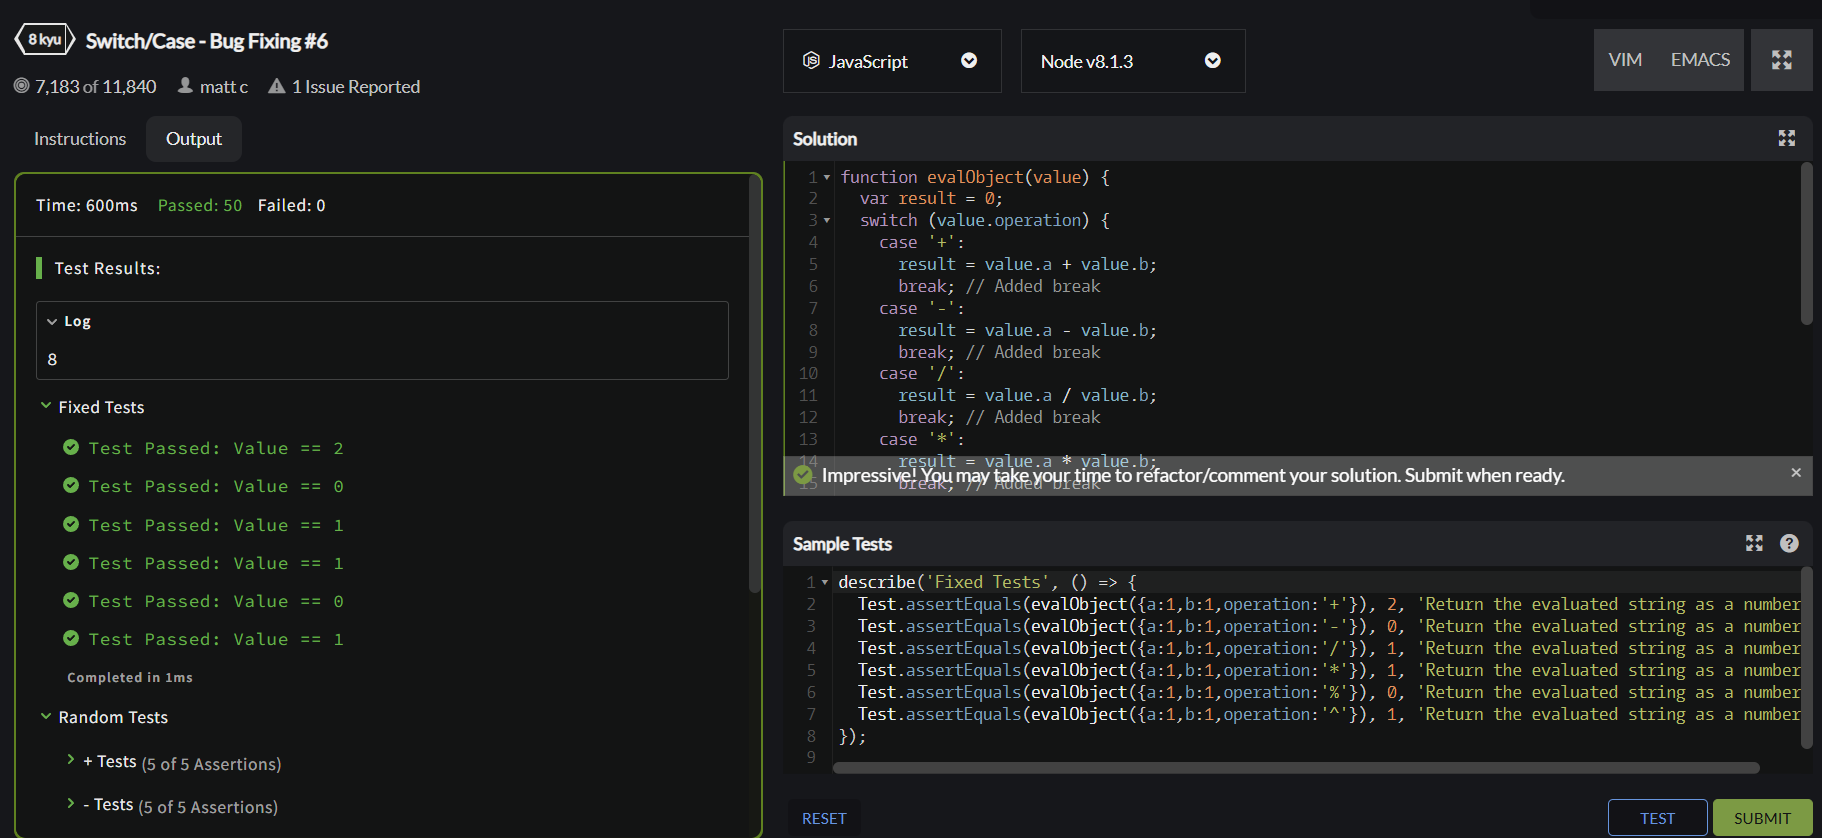 8 kyu Switch/Case - Bug Fixing #6
7,183 of 11,840 matt c 1 Issue Reported
Instructions Output
Time: 600ms Passed: 50 Failed: 0
Test Results:
Log
8
Fixed Tests
Test Passed: Value == 2
Test Passed: Value == 0
Test Passed: Value == 1
Test Passed: Value == 1
Test Passed: Value == 0
Test Passed: Value == 1
Completed in 1ms
Random Tests
+ Tests (5 of 5 Assertions)
- Tests (5 of 5 Assertions)
JavaScript Node v8.1.3 VIM EMACS
Solution
1 function evalObject(value) {
2 var result = 0;
3 switch (value.operation) {
4 case '+':
5 result = value.a + value.b;
6 break; // Added break
7 case '-':
8 result = value.a - value.b;
9 break; // Added break
10 case '/':
11 result = value.a / value.b;
12 break; // Added break
13 case '*':
14 result = value.a * value.b;
Impressive! You may take your time to refactor/comment your solution. Submit when ready.
15 break; // Added break
Sample Tests
1 describe('Fixed Tests', () => {
2 Test.assertEquals(evalObject({a:1,b:1,operation:'+'}), 2, 'Return the evaluated string as a number
3 Test.assertEquals(evalObject({a:1,b:1,operation:'-'}), 0, 'Return the evaluated string as a number
4 Test.assertEquals(evalObject({a:1,b:1,operation:'/'}), 1, 'Return the evaluated string as a number
5 Test.assertEquals(evalObject({a:1,b:1,operation:'*'}), 1, 'Return the evaluated string as a number
6 Test.assertEquals(evalObject({a:1,b:1,operation:'%'}), 0, 'Return the evaluated string as a number
7 Test.assertEquals(evalObject({a:1,b:1,operation:'^'}), 1, 'Return the evaluated string as a number
8 });
9
RESET TEST SUBMIT